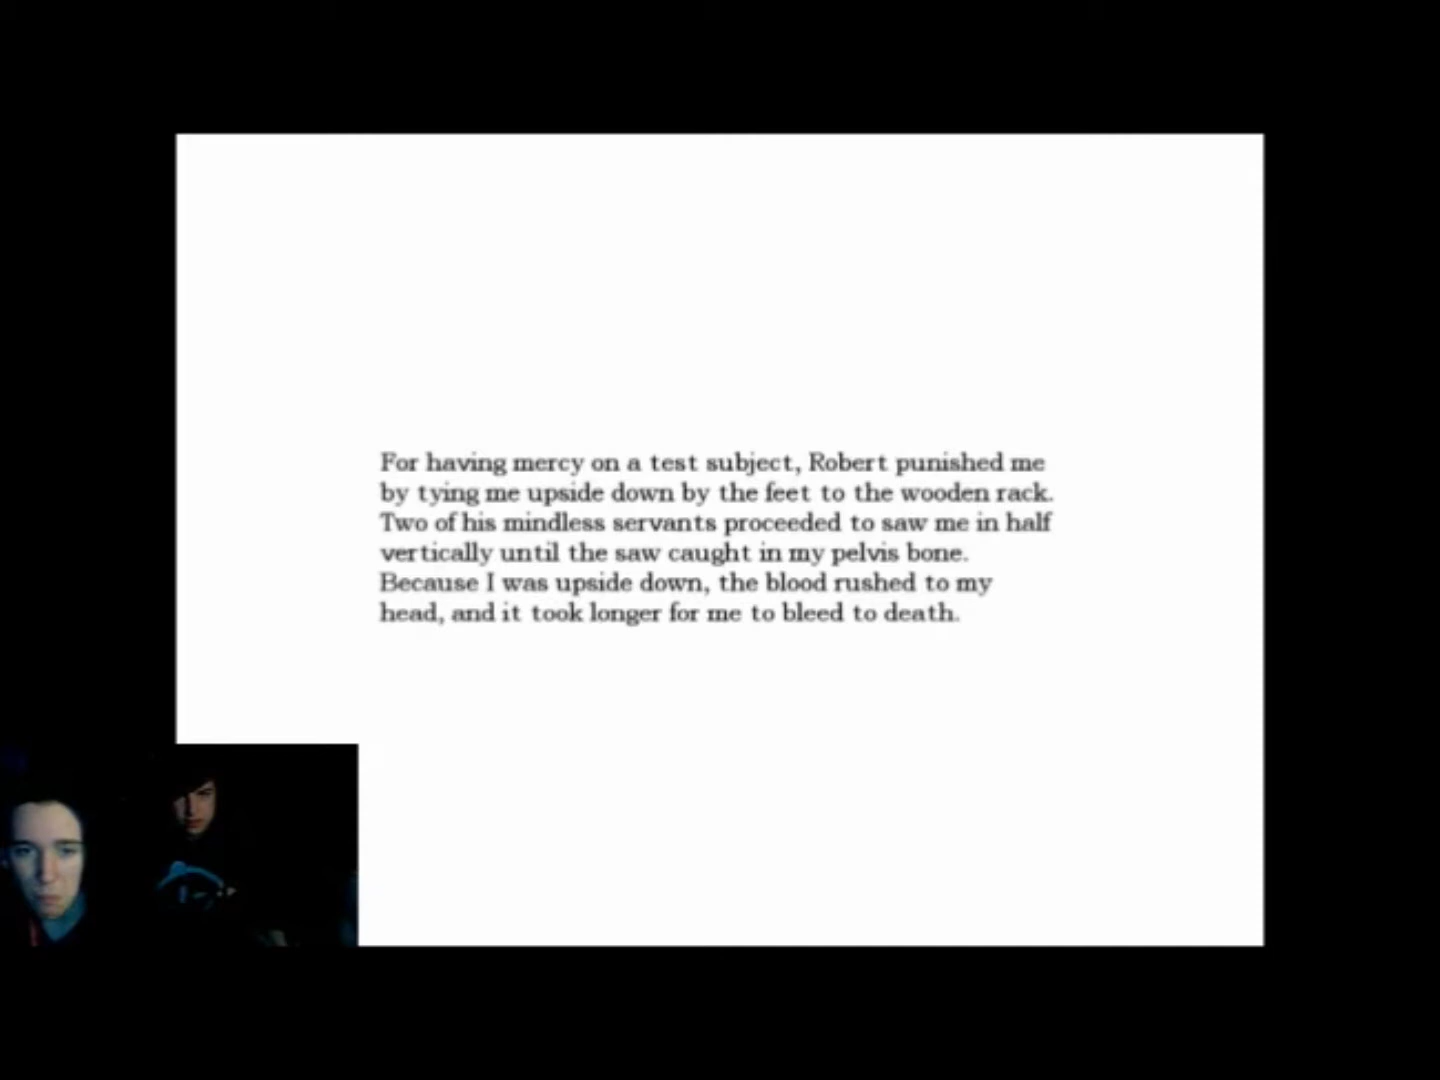 For having mercy on a test subject, Robert punished me
by tying me upside down by the feet to the wooden rack.
Two of his mindless servants proceeded to saw me in half
vertically until the saw caught in my pelvis bone.
Because I was upside down, the blood rushed to my
head, and it took longer for me to bleed to death.